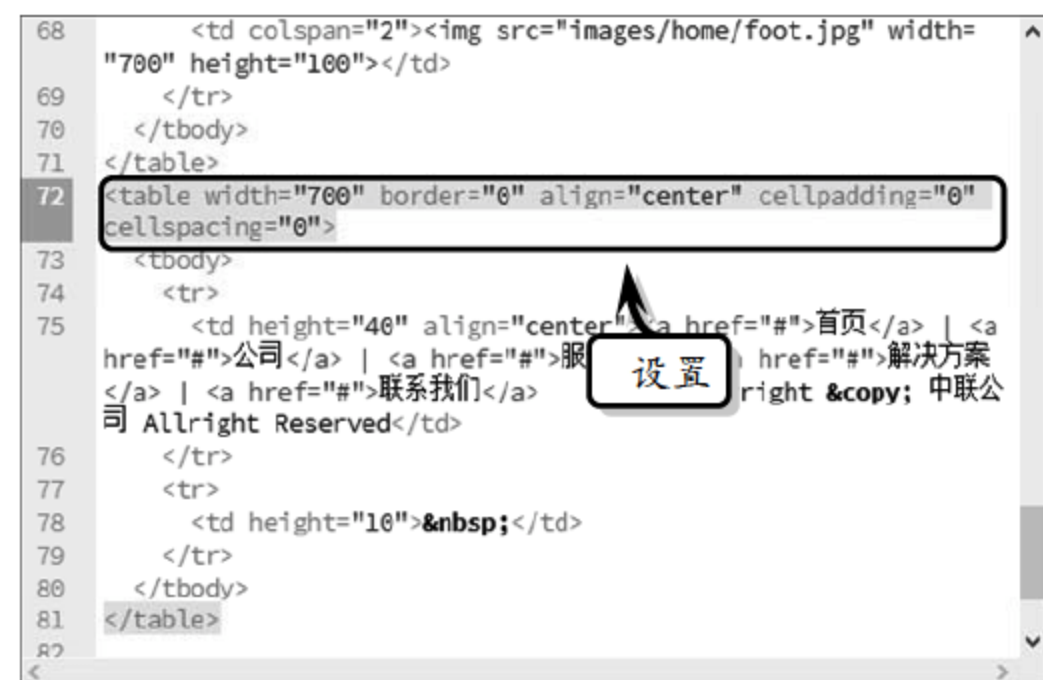 68 <td colspan="2"><img src="images/home/foot.jpg" width=
"700" height="100"></td>
69 </tr>
70 </tbody>
71 </table>
72 <table width="700" border="0" align="center" cellpadding="0"
cellspacing="0">
73 <tbody>
74 <tr>
75 <td height="40" align="center" <a href="#">首页</a> | <a
href="#">公司</a> | <a href="#">服 href="#">解决方案
设置
</a> | <a href="#">联系我们</a> right &copy; 中联公
司 Allright Reserved</td>
76 </tr>
77 <tr>
78 <td height="10">&nbsp;</td>
79 </tr>
80 </tbody>
81 </table>
82